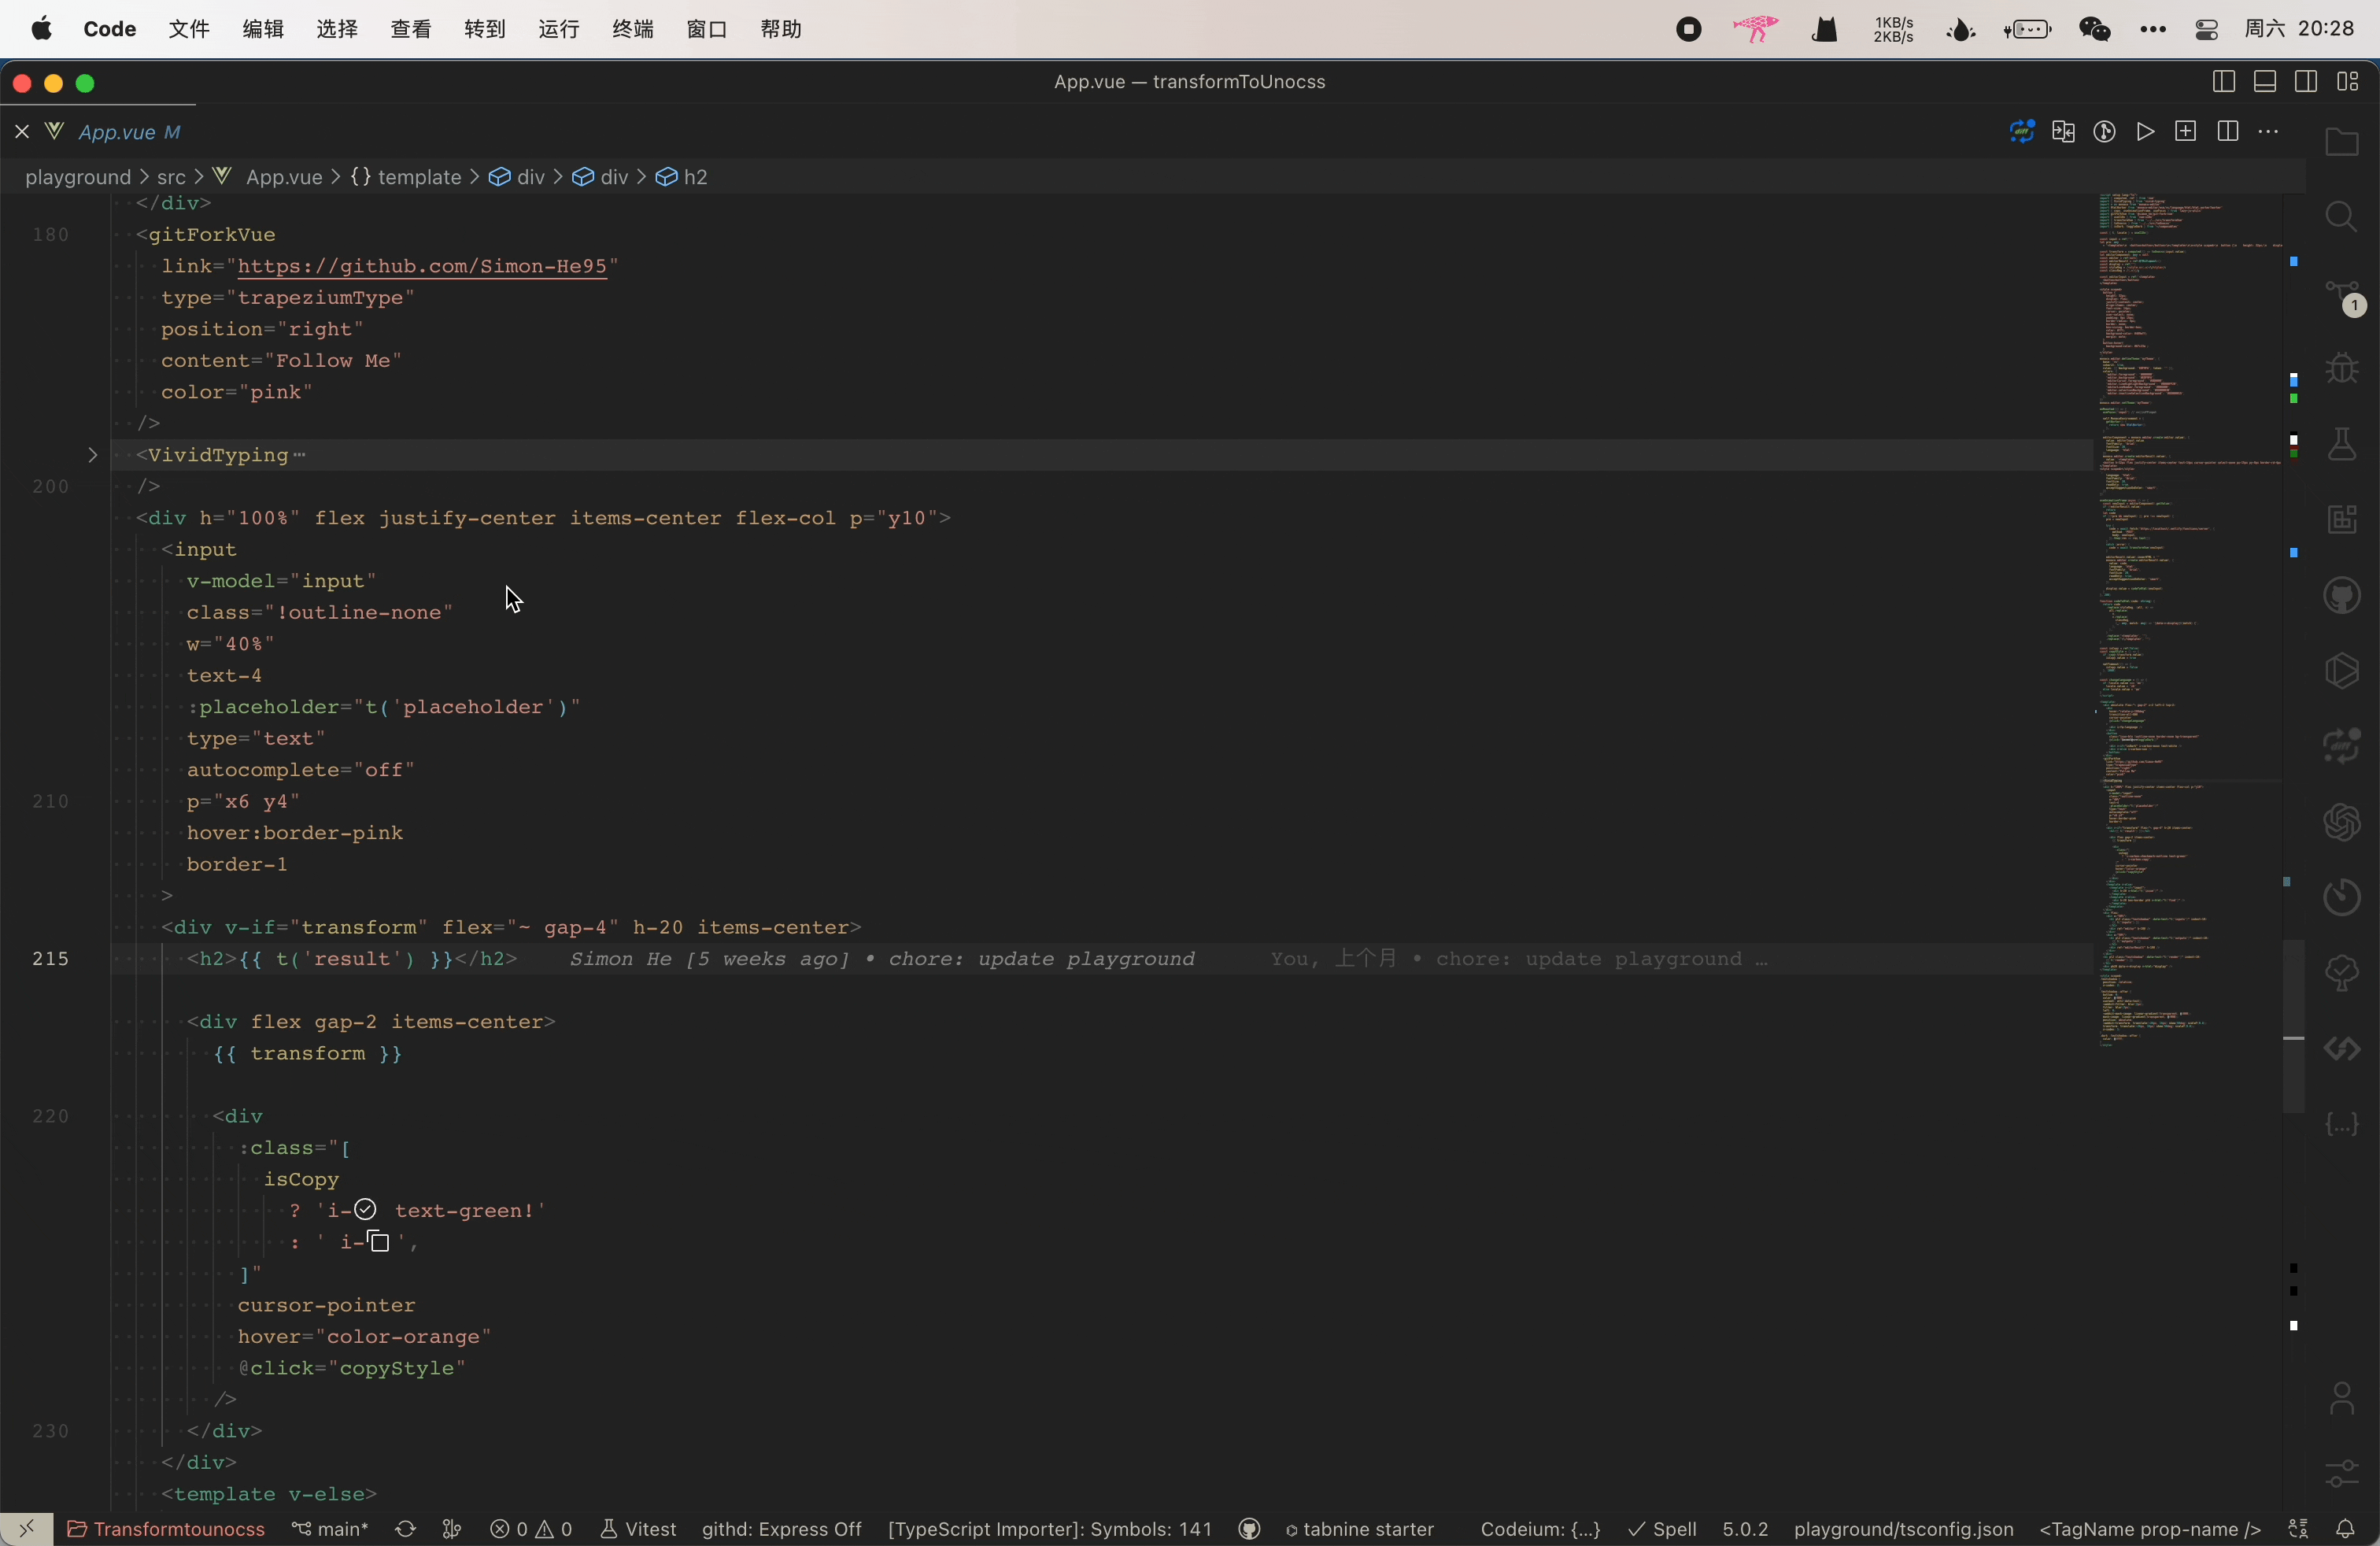 Code 文件 编辑 选择 查看 转到 运行 终端 窗口 帮助 1KB/s 2KB/s 周六 20:28
App.vue — transformToUnocss
App.vue M
playground > src > App.vue > {} template > div > div > h2
</div>
180 <gitForkVue
link="https://github.com/Simon-He95"
type="trapeziumType"
position="right"
content="Follow Me"
color="pink"
/>
<VividTyping…
200 />
<div h="100%" flex justify-center items-center flex-col p="y10">
<input
v-model="input"
class="!outline-none"
w="40%"
text-4
:placeholder="t('placeholder')"
type="text"
autocomplete="off"
210 p="x6 y4"
hover:border-pink
border-1
>
<div v-if="transform" flex="~ gap-4" h-20 items-center>
215 <h2>{{ t('result') }}</h2> Simon He [5 weeks ago] • chore: update playground You, 上个月 • chore: update playground …
<div flex gap-2 items-center>
{{ transform }}
220 <div
:class="[
isCopy
? 'i- text-green!'
: ' i- ',
]"
cursor-pointer
hover="color-orange"
@click="copyStyle"
/>
230 </div>
</div>
<template v-else>
1
Transformtounocss main* 0 0 Vitest githd: Express Off [TypeScript Importer]: Symbols: 141 tabnine starter Codeium: {...} Spell 5.0.2 playground/tsconfig.json <TagName prop-name />